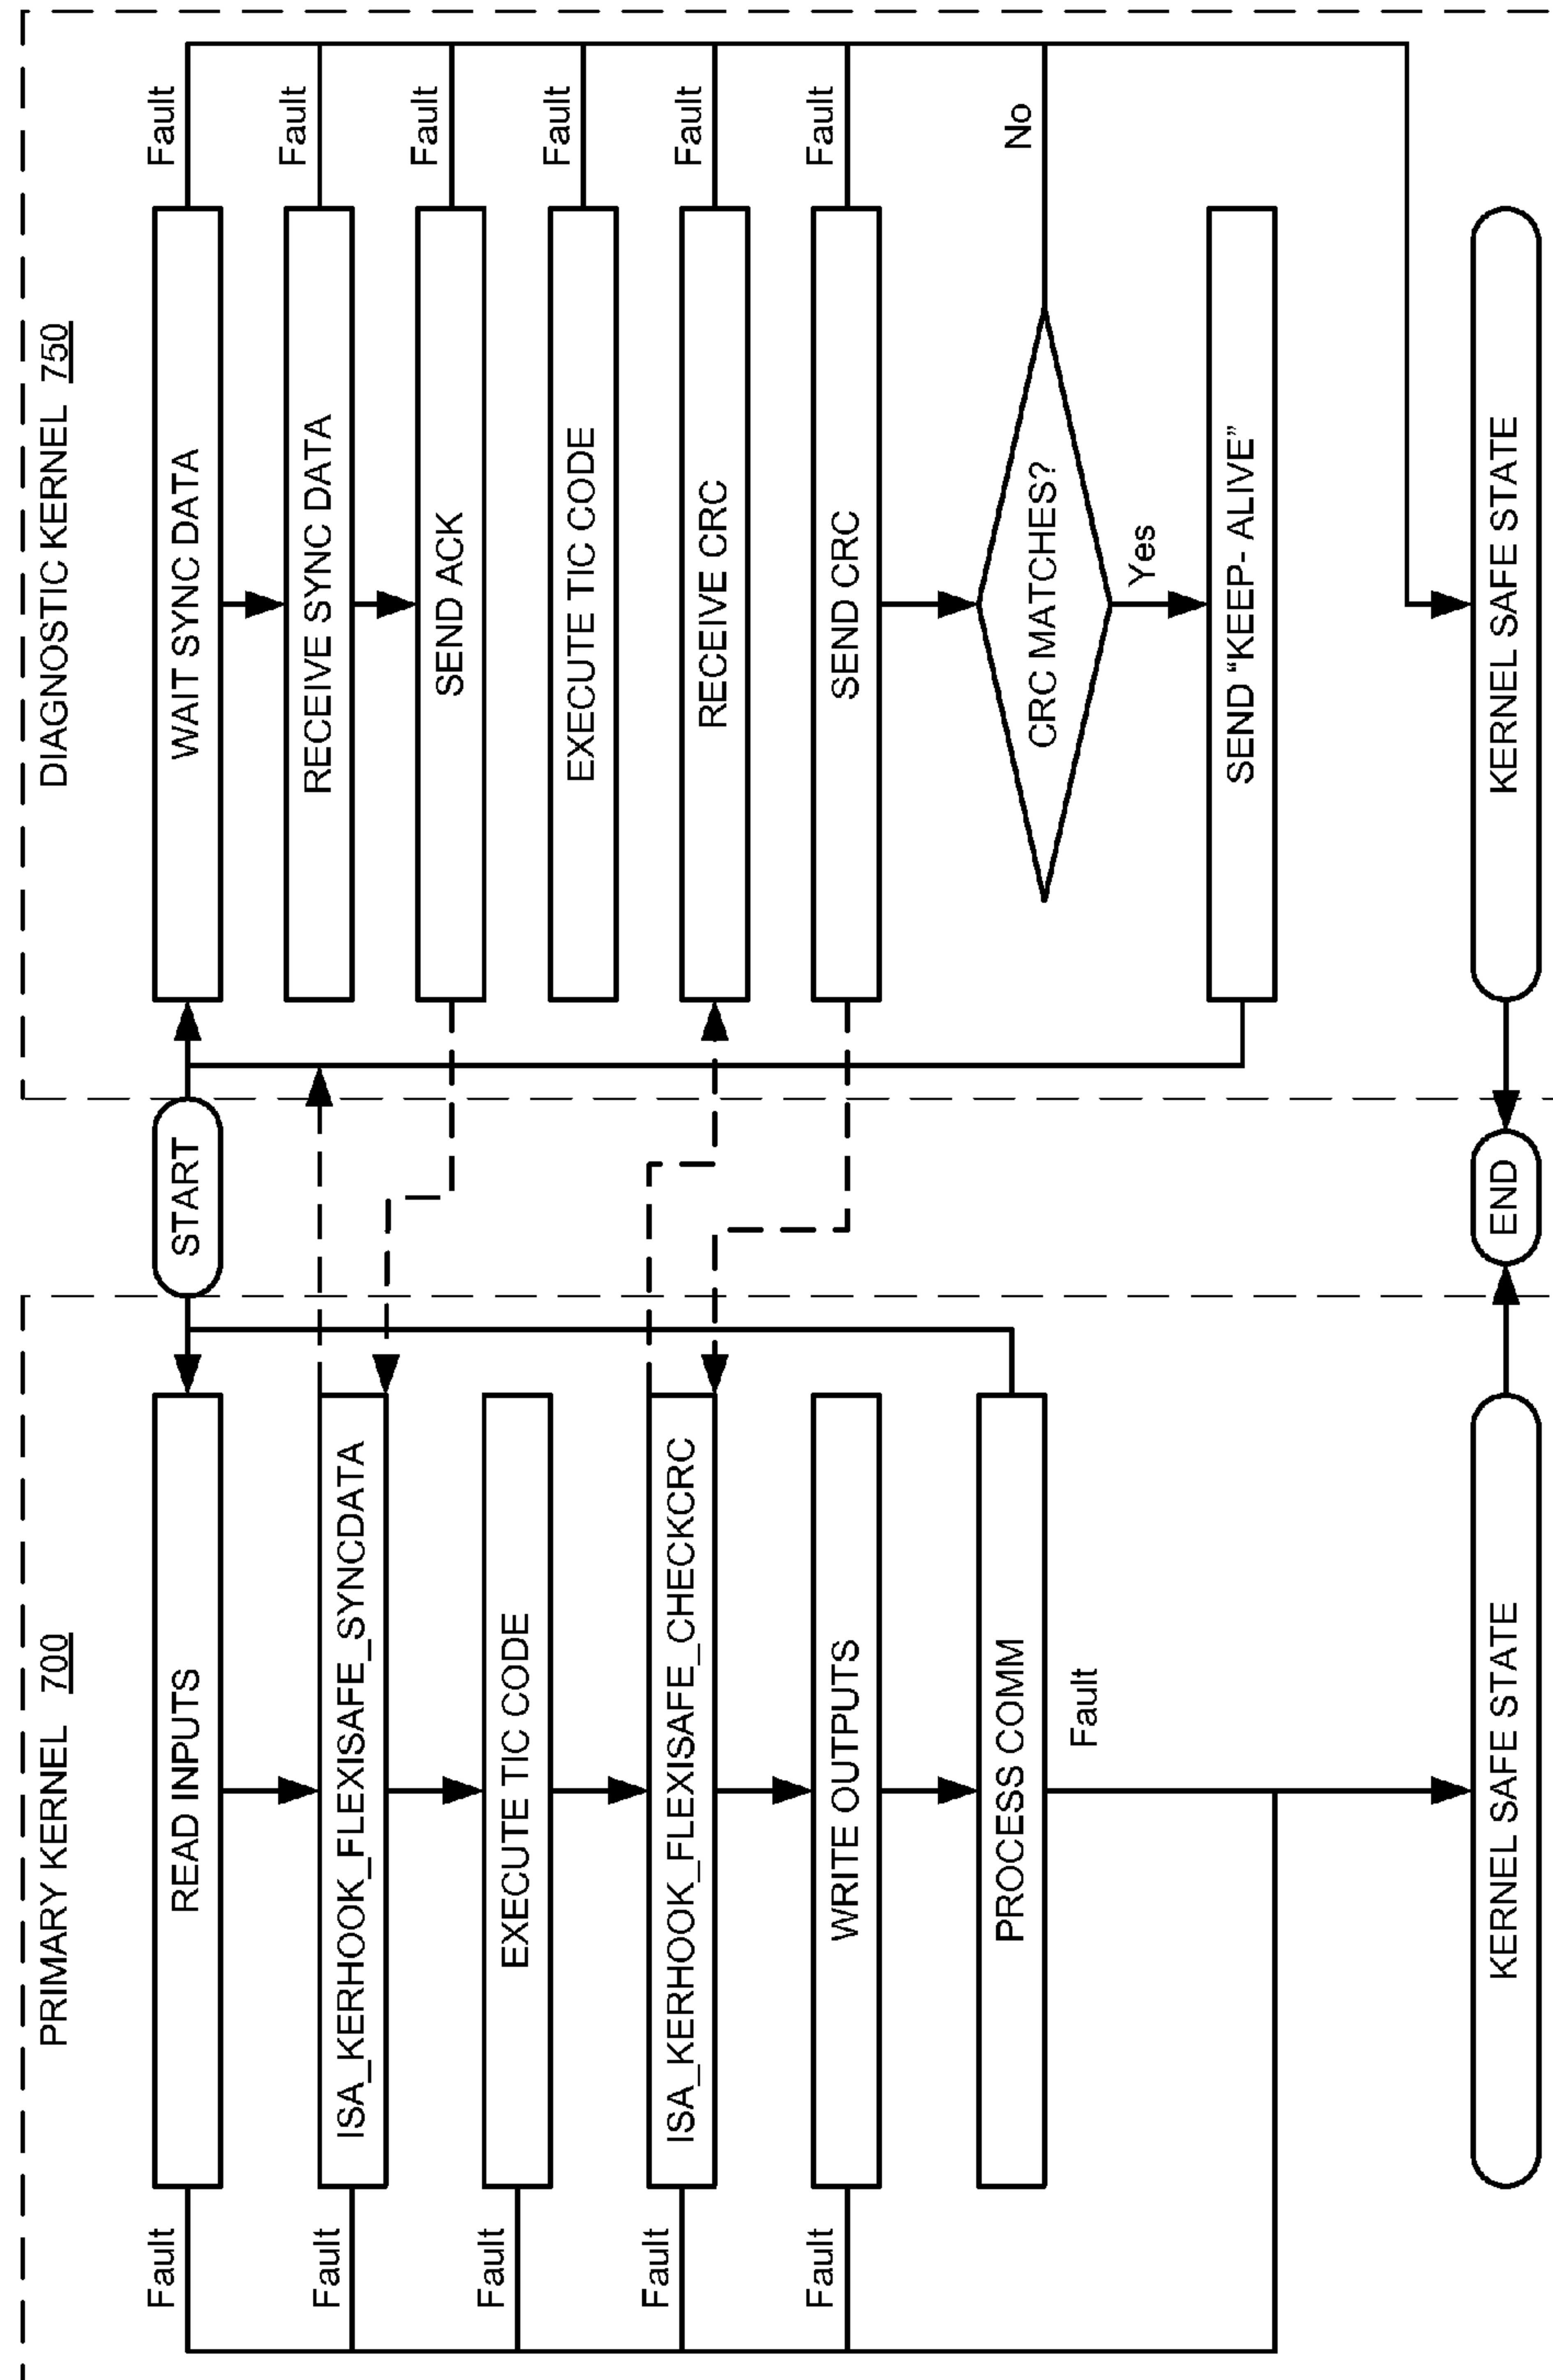 PRIMARY KERNEL 700
START
READ INPUTS
Fault
ISA_KERHOOK_FLEXISAFE_SYNCDATA
Fault
EXECUTE TIC CODE
Fault
ISA_KERHOOK_FLEXISAFE_CHECKCRC
Fault
WRITE OUTPUTS
Fault
PROCESS COMM
Fault
KERNEL SAFE STATE
END
DIAGNOSTIC KERNEL 750
WAIT SYNC DATA
Fault
RECEIVE SYNC DATA
Fault
SEND ACK
Fault
EXECUTE TIC CODE
Fault
RECEIVE CRC
Fault
SEND CRC
Fault
CRC MATCHES?
No
Yes
SEND “KEEP- ALIVE”
KERNEL SAFE STATE